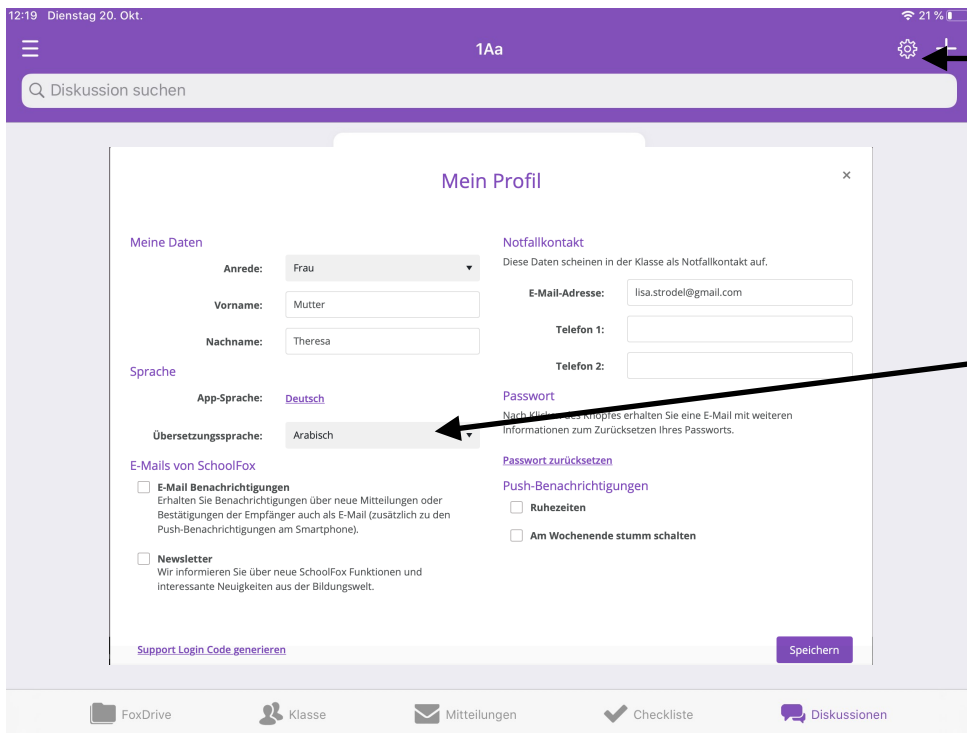 12:19 Dienstag 20. Okt.
21 %
1Aa
Diskussion suchen
Mein Profil
×
Meine Daten
Anrede: Frau
Vorname: Mutter
Nachname: Theresa
Sprache
App-Sprache: Deutsch
Übersetzungssprache: Arabisch
E-Mails von SchoolFox
E-Mail Benachrichtigungen
Erhalten Sie Benachrichtigungen über neue Mitteilungen oder
Bestätigungen der Empfänger auch als E-Mail (zusätzlich zu den
Push-Benachrichtigungen am Smartphone).
Newsletter
Wir informieren Sie über neue SchoolFox Funktionen und
interessante Neuigkeiten aus der Bildungswelt.
Support Login Code generieren
Notfallkontakt
Diese Daten scheinen in der Klasse als Notfallkontakt auf.
E-Mail-Adresse: lisa.strodel@gmail.com
Telefon 1:
Telefon 2:
Passwort
Nach Klicken des Knopfes erhalten Sie eine E-Mail mit weiteren
Informationen zum Zurücksetzen Ihres Passworts.
Passwort zurücksetzen
Push-Benachrichtigungen
Ruhezeiten
Am Wochenende stumm schalten
Speichern
FoxDrive
Klasse
Mitteilungen
Checkliste
Diskussionen